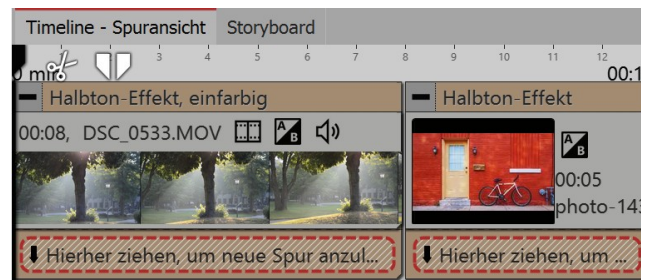 Timeline - Spuransicht Storyboard
3 4 5 6 7 8 9 10 11 12
0 min 00:1
Halbton-Effekt, einfarbig Halbton-Effekt
00:08, DSC_0533.MOV A B A B
00:05
photo-143
Hierher ziehen, um neue Spur anzul... Hierher ziehen, um ...